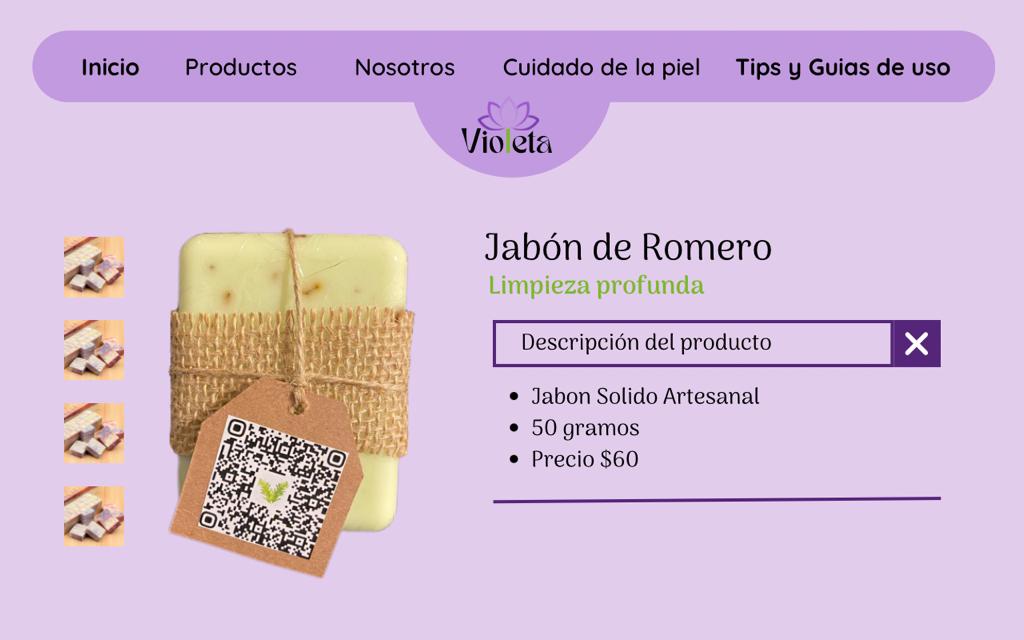 Inicio Productos Nosotros Cuidado de la piel Tips y Guias de uso
Violeta
Jabón de Romero
Limpieza profunda
Descripción del producto
• Jabon Solido Artesanal
• 50 gramos
• Precio $60